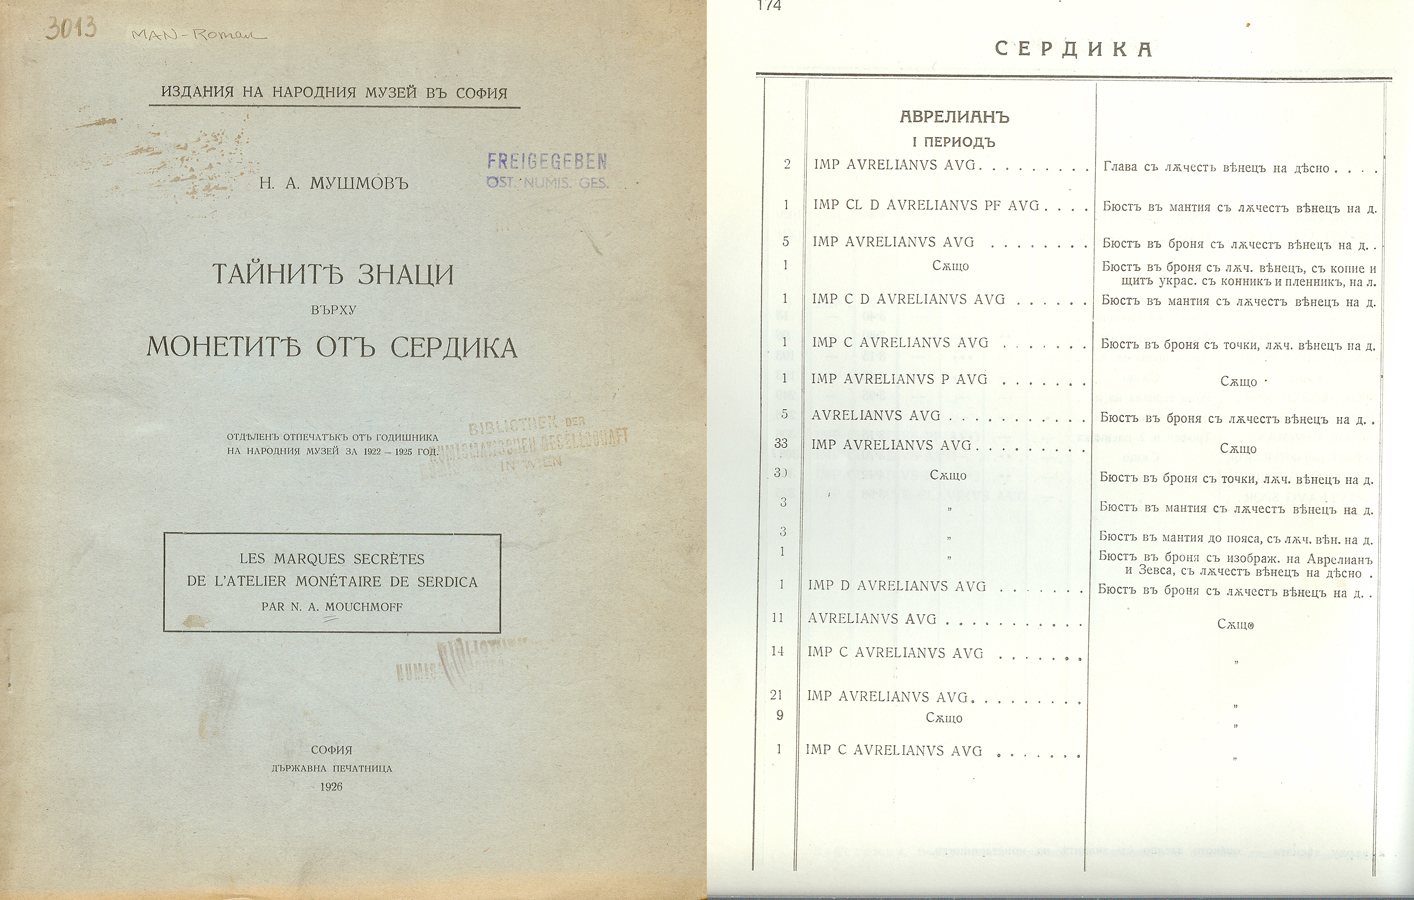 3013 MAN-Roman
ИЗДАНИЯ НА НАРОДНИЯ МУЗЕЙ ВЪ СОФИЯ
FREIGEGEBEN
ÖST. NUMIS. GES.
Н. А. МУШМОВЪ
ТАЙНИТѢ ЗНАЦИ
ВЪРХУ
МОНЕТИТѢ ОТЪ СЕРДИКА
ОТДѢЛЕНЪ ОТПЕЧАТЪКЪ ОТЪ ГОДИШНИКА
НА НАРОДНИЯ МУЗЕЙ ЗА 1922 – 1925 ГОД.
BIBLIOTHEK DER
NUMISMATISCHEN GESELLSCHAFT
IN WIEN
LES MARQUES SECRÈTES
DE L'ATELIER MONÉTAIRE DE SERDICA
PAR N. A. MOUCHMOFF
СОФИЯ
ДЪРЖАВНА ПЕЧАТНИЦА
1926
174
СЕРДИКА
АВРЕЛИАНЪ
I ПЕРИОДЪ
2 IMP AVRELIANVS AVG. . . . . . . . . Глава съ лѫчестъ вѣнецъ на дѣсно . . . .
1 IMP CL D AVRELIANVS PF AVG . . . . Бюстъ въ мантия съ лѫчестъ вѣнецъ на д.
5 IMP AVRELIANVS AVG . . . . . . . . Бюстъ въ броня съ лѫчестъ вѣнецъ на д. .
1 Сѫщо Бюстъ въ броня съ лѫч. вѣнецъ, съ копие и
щитъ украс. съ конникъ и пленникъ, на л.
1 IMP C D AVRELIANVS AVG . . . . . . Бюстъ въ мантия съ лѫчестъ вѣнецъ на д.
1 IMP C AVRELIANVS AVG . . . . . . . Бюстъ въ броня съ точки, лѫч. вѣнецъ на д.
1 IMP AVRELIANVS P AVG . . . . . . . Сѫщо
5 AVRELIANVS AVG . . . . . . . . . . . Бюстъ въ броня съ лѫчестъ вѣнецъ на д. .
33 IMP AVRELIANVS AVG . . . . . . . . . Сѫщо
3) Сѫщо Бюстъ въ броня съ точки, лѫч. вѣнецъ на д.
3 „ Бюстъ въ мантия съ лѫчестъ вѣнецъ на д.
3 „ Бюстъ въ мантия до пояса, съ лѫч. вѣн. на д.
1 „ Бюстъ въ броня съ изображ. на Аврелианъ
и Зевса, съ лѫчестъ вѣнецъ на дѣсно .
1 IMP D AVRELIANVS AVG . . . . . . . Бюстъ въ броня съ лѫчестъ вѣнецъ на д. .
11 AVRELIANVS AVG . . . . . . . . . . . Сѫщо
14 IMP C AVRELIANVS AVG . . . . . . . „
21 IMP AVRELIANVS AVG . . . . . . . . . „
9 Сѫщо „
1 IMP C AVRELIANVS AVG . . . . . . . „